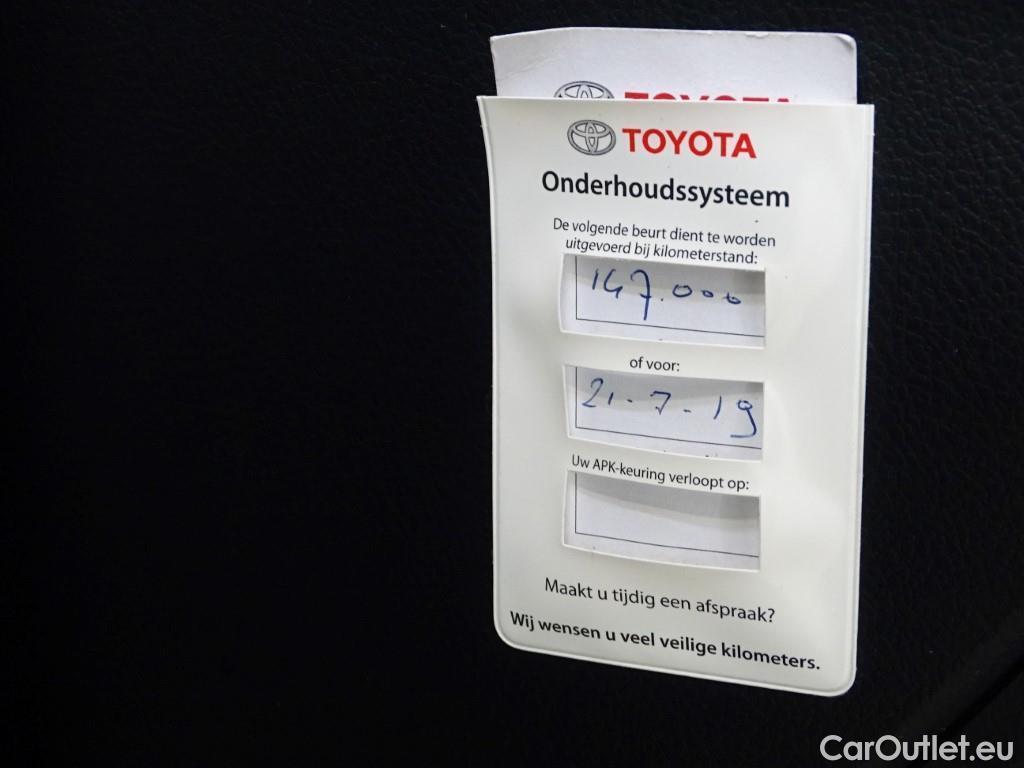 TOYOTA
TOYOTA
Onderhoudssysteem
De volgende beurt dient te worden
uitgevoerd bij kilometerstand:
147.000
of voor:
21-7-19
Uw APK-keuring verloopt op:
Maakt u tijdig een afspraak?
Wij wensen u veel veilige kilometers.
CarOutlet.eu